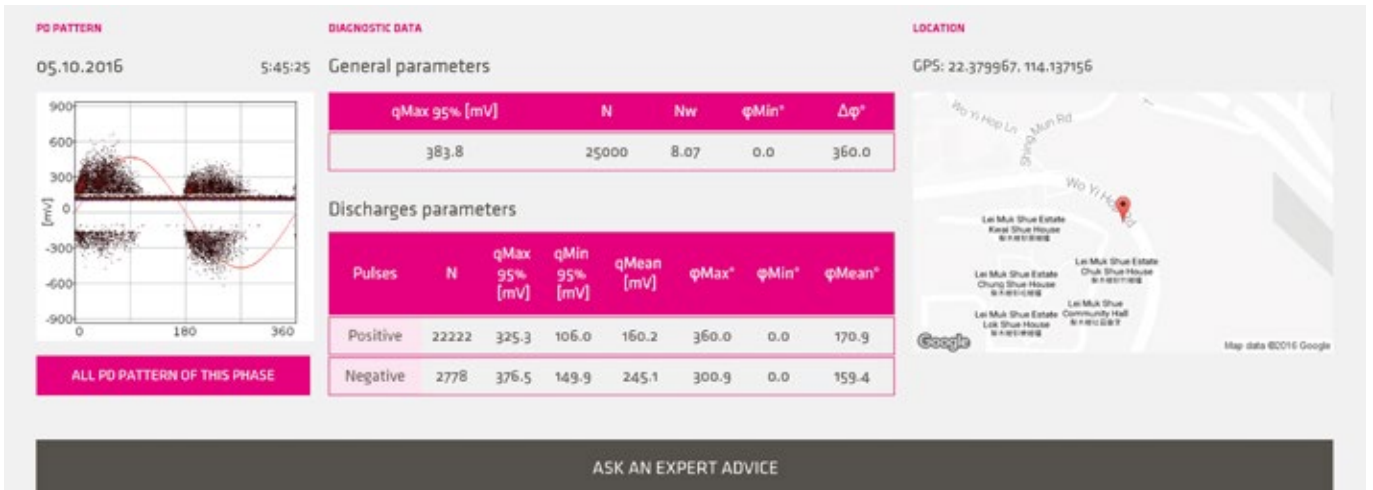 PD PATTERN
05.10.2016 5:45:25
900
600
300
0
-300
-600
-900
[mV]
0 180 360
ALL PD PATTERN OF THIS PHASE
DIAGNOSTIC DATA
General parameters
qMax 95% [mV] N Nw φMin° Δφ°
383.8 25000 8.07 0.0 360.0
Discharges parameters
Pulses N qMax 95% [mV] qMin 95% [mV] qMean [mV] φMax° φMin° φMean°
Positive 22222 325.3 106.0 160.2 360.0 0.0 170.9
Negative 2778 376.5 149.9 245.1 300.9 0.0 159.4
LOCATION
GPS: 22.379967, 114.137156
Wo Yi Hop Ln
Shing Mun Rd
Wo Yi Hop Rd
Lei Muk Shue Estate
Kwai Shue House
Lei Muk Shue Estate
Chuk Shue House
Lei Muk Shue Estate
Chung Shue House
Lei Muk Shue
Community Hall
Lei Muk Shue Estate
Lok Shue House
Google
Map data ©2016 Google
ASK AN EXPERT ADVICE